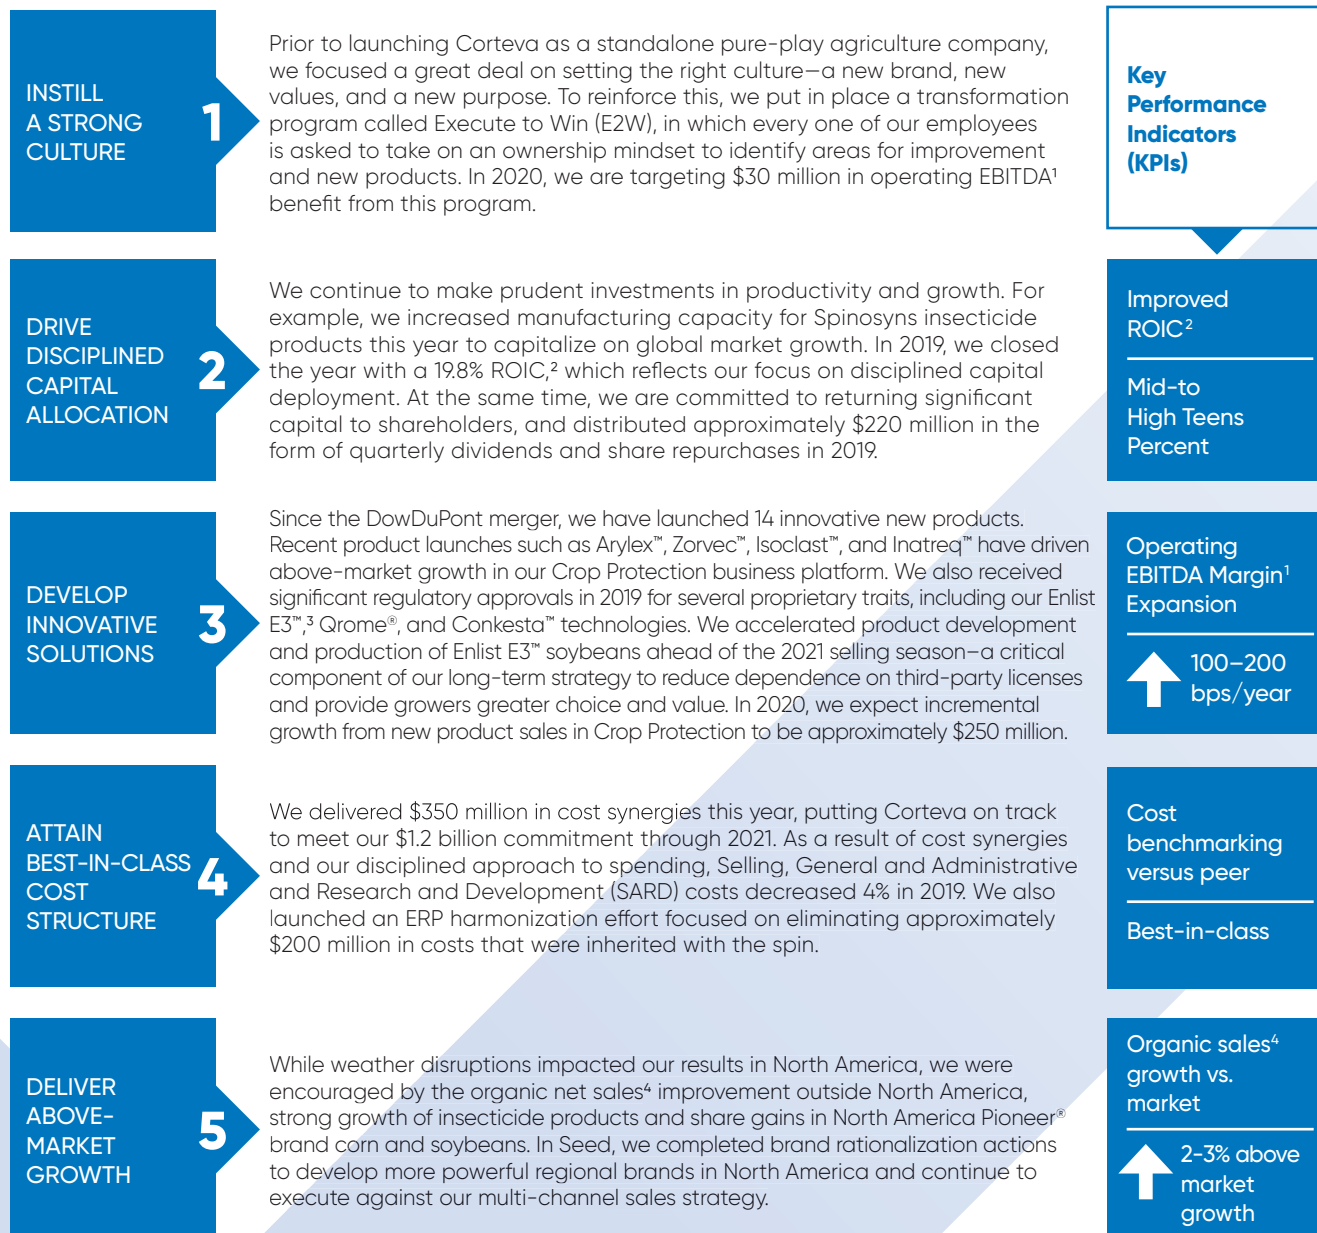 INSTILL
A STRONG
CULTURE
1
Prior to launching Corteva as a standalone pure-play agriculture company,
we focused a great deal on setting the right culture—a new brand, new
values, and a new purpose. To reinforce this, we put in place a transformation
program called Execute to Win (E2W), in which every one of our employees
is asked to take on an ownership mindset to identify areas for improvement
and new products. In 2020, we are targeting $30 million in operating EBITDA¹
benefit from this program.
Key
Performance
Indicators
(KPIs)
DRIVE
DISCIPLINED
CAPITAL
ALLOCATION
2
We continue to make prudent investments in productivity and growth. For
example, we increased manufacturing capacity for Spinosyns insecticide
products this year to capitalize on global market growth. In 2019, we closed
the year with a 19.8% ROIC,² which reflects our focus on disciplined capital
deployment. At the same time, we are committed to returning significant
capital to shareholders, and distributed approximately $220 million in the
form of quarterly dividends and share repurchases in 2019.
Improved
ROIC²
Mid-to
High Teens
Percent
DEVELOP
INNOVATIVE
SOLUTIONS
3
Since the DowDuPont merger, we have launched 14 innovative new products.
Recent product launches such as Arylex™, Zorvec™, Isoclast™, and Inatreq™ have driven
above-market growth in our Crop Protection business platform. We also received
significant regulatory approvals in 2019 for several proprietary traits, including our Enlist
E3™,³ Qrome®, and Conkesta™ technologies. We accelerated product development
and production of Enlist E3™ soybeans ahead of the 2021 selling season—a critical
component of our long-term strategy to reduce dependence on third-party licenses
and provide growers greater choice and value. In 2020, we expect incremental
growth from new product sales in Crop Protection to be approximately $250 million.
Operating
EBITDA Margin¹
Expansion
100–200
bps/year
ATTAIN
BEST-IN-CLASS
COST
STRUCTURE
4
We delivered $350 million in cost synergies this year, putting Corteva on track
to meet our $1.2 billion commitment through 2021. As a result of cost synergies
and our disciplined approach to spending, Selling, General and Administrative
and Research and Development (SARD) costs decreased 4% in 2019. We also
launched an ERP harmonization effort focused on eliminating approximately
$200 million in costs that were inherited with the spin.
Cost
benchmarking
versus peer
Best-in-class
DELIVER
ABOVE-
MARKET
GROWTH
5
While weather disruptions impacted our results in North America, we were
encouraged by the organic net sales⁴ improvement outside North America,
strong growth of insecticide products and share gains in North America Pioneer®
brand corn and soybeans. In Seed, we completed brand rationalization actions
to develop more powerful regional brands in North America and continue to
execute against our multi-channel sales strategy.
Organic sales⁴
growth vs.
market
2-3% above
market
growth